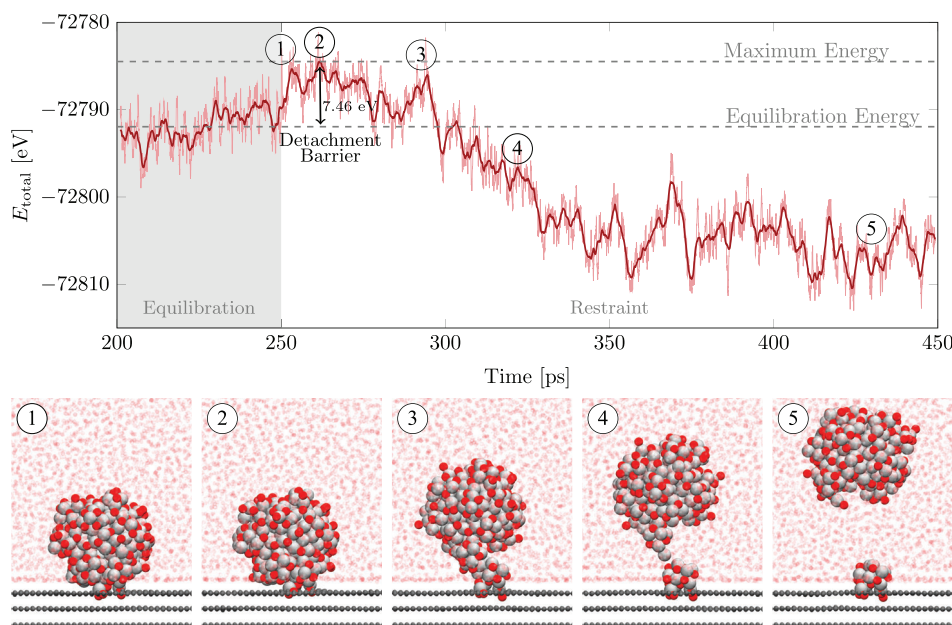 −72780
−72790
−72800
−72810
E_total [eV]
1
2
3
4
5
Maximum Energy
7.46 eV
Equilibration Energy
Detachment
Barrier
Equilibration
Restraint
200
250
300
350
400
450
Time [ps]
1
2
3
4
5